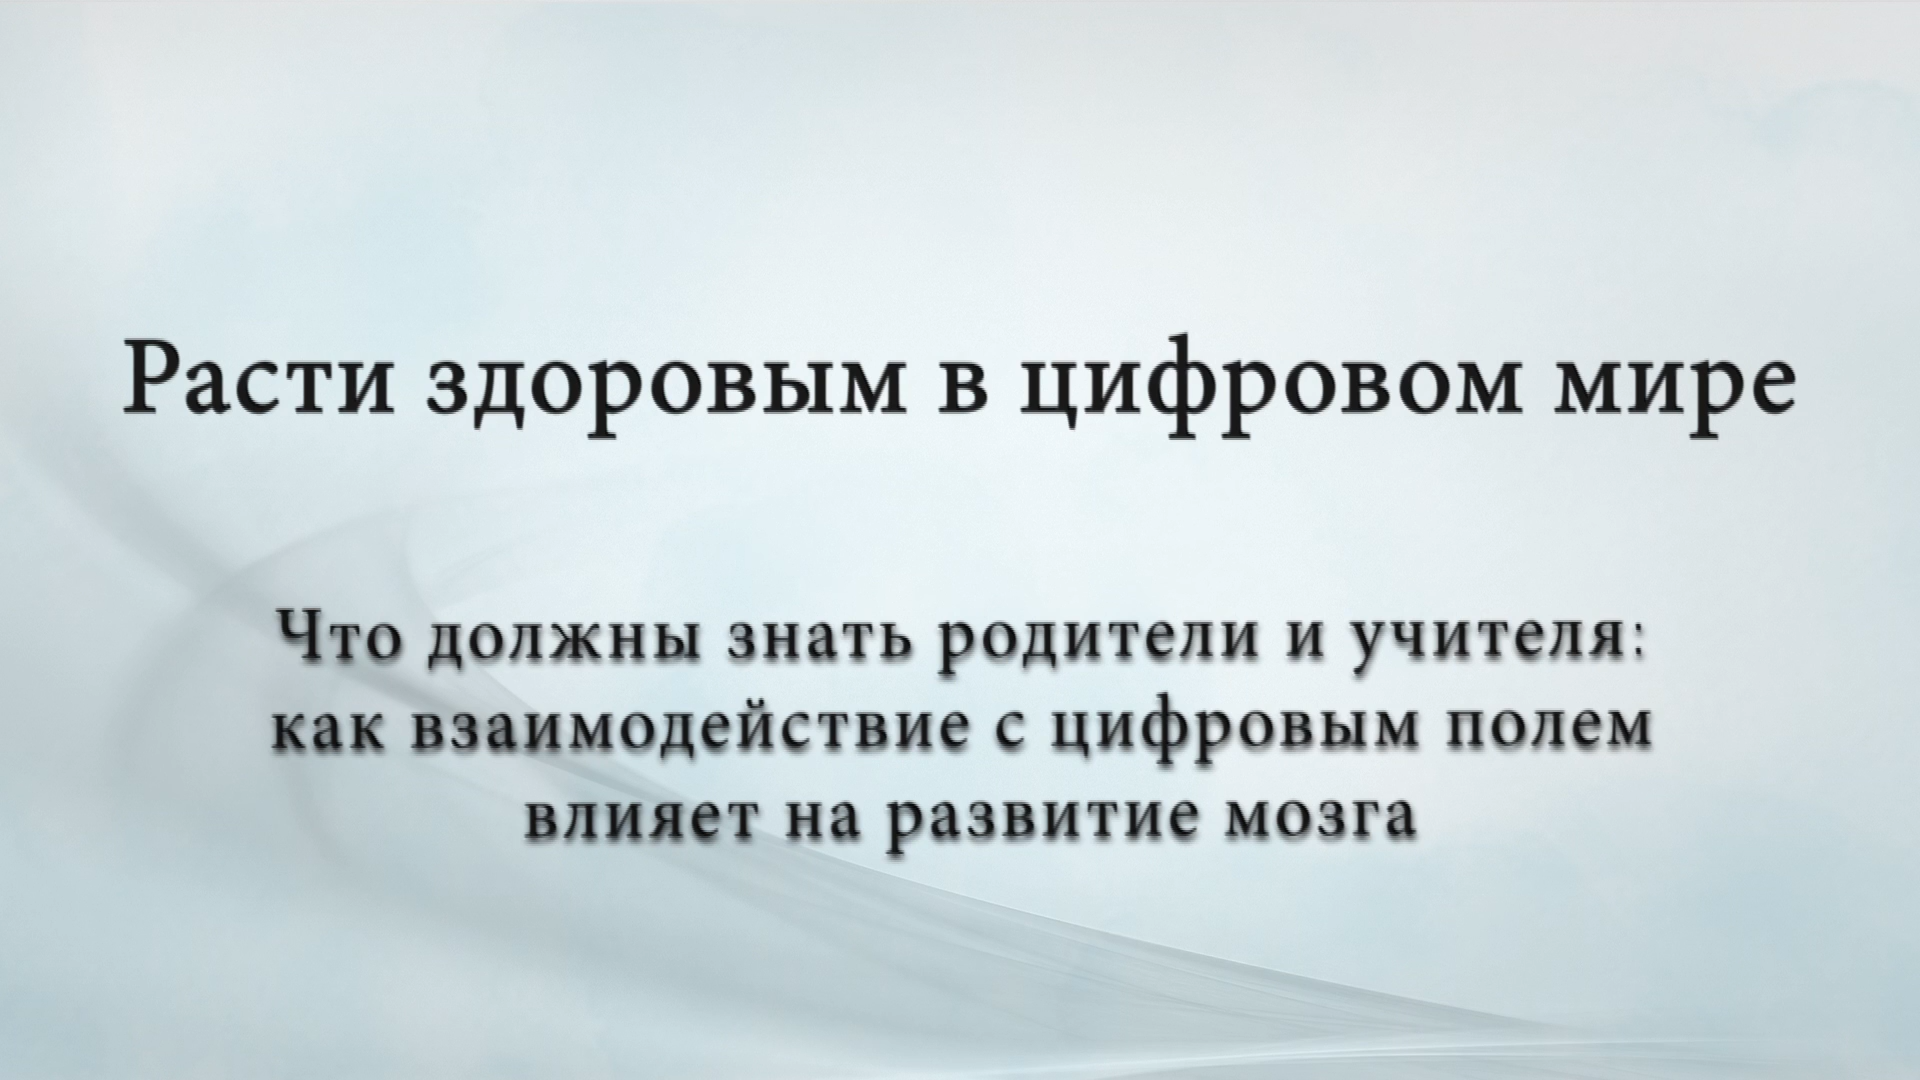 Расти здоровым в цифровом мире
Что должны знать родители и учителя:
как взаимодействие с цифровым полем
влияет на развитие мозга